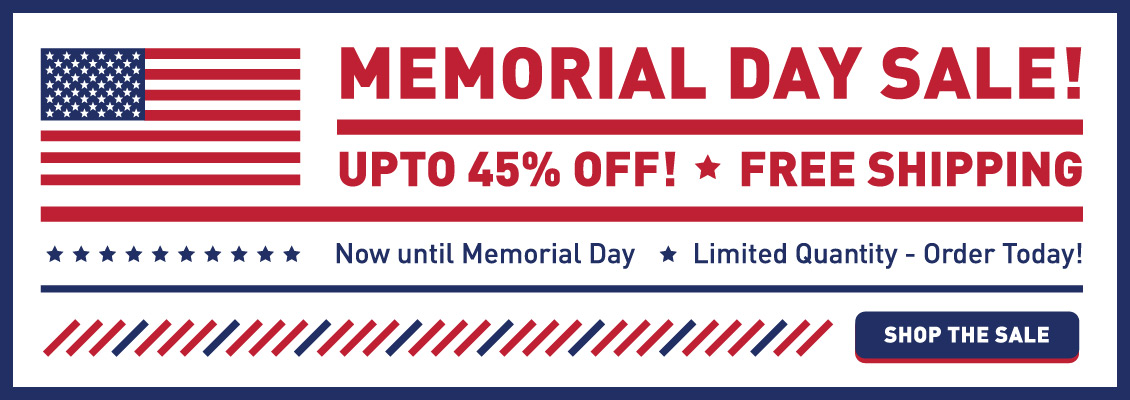 MEMORIAL DAY SALE!
UPTO 45% OFF! ★ FREE SHIPPING
Now until Memorial Day ★ Limited Quantity - Order Today!
SHOP THE SALE